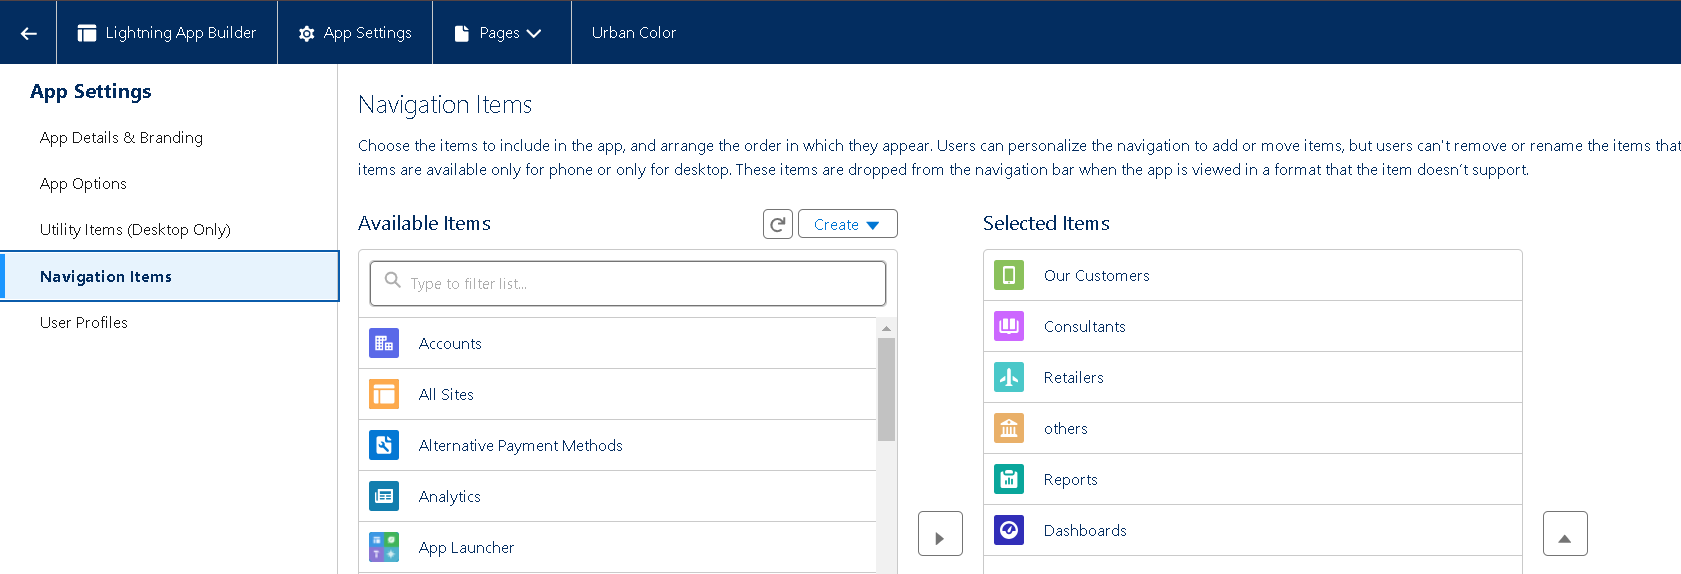 Lightning App Builder
App Settings
Pages
Urban Color
App Settings
App Details & Branding
App Options
Utility Items (Desktop Only)
Navigation Items
User Profiles
Navigation Items
Choose the items to include in the app, and arrange the order in which they appear. Users can personalize the navigation to add or move items, but users can't remove or rename the items that
items are available only for phone or only for desktop. These items are dropped from the navigation bar when the app is viewed in a format that the item doesn’t support.
Available Items
Create
Type to filter list...
Accounts
All Sites
Alternative Payment Methods
Analytics
App Launcher
Selected Items
Our Customers
Consultants
Retailers
others
Reports
Dashboards